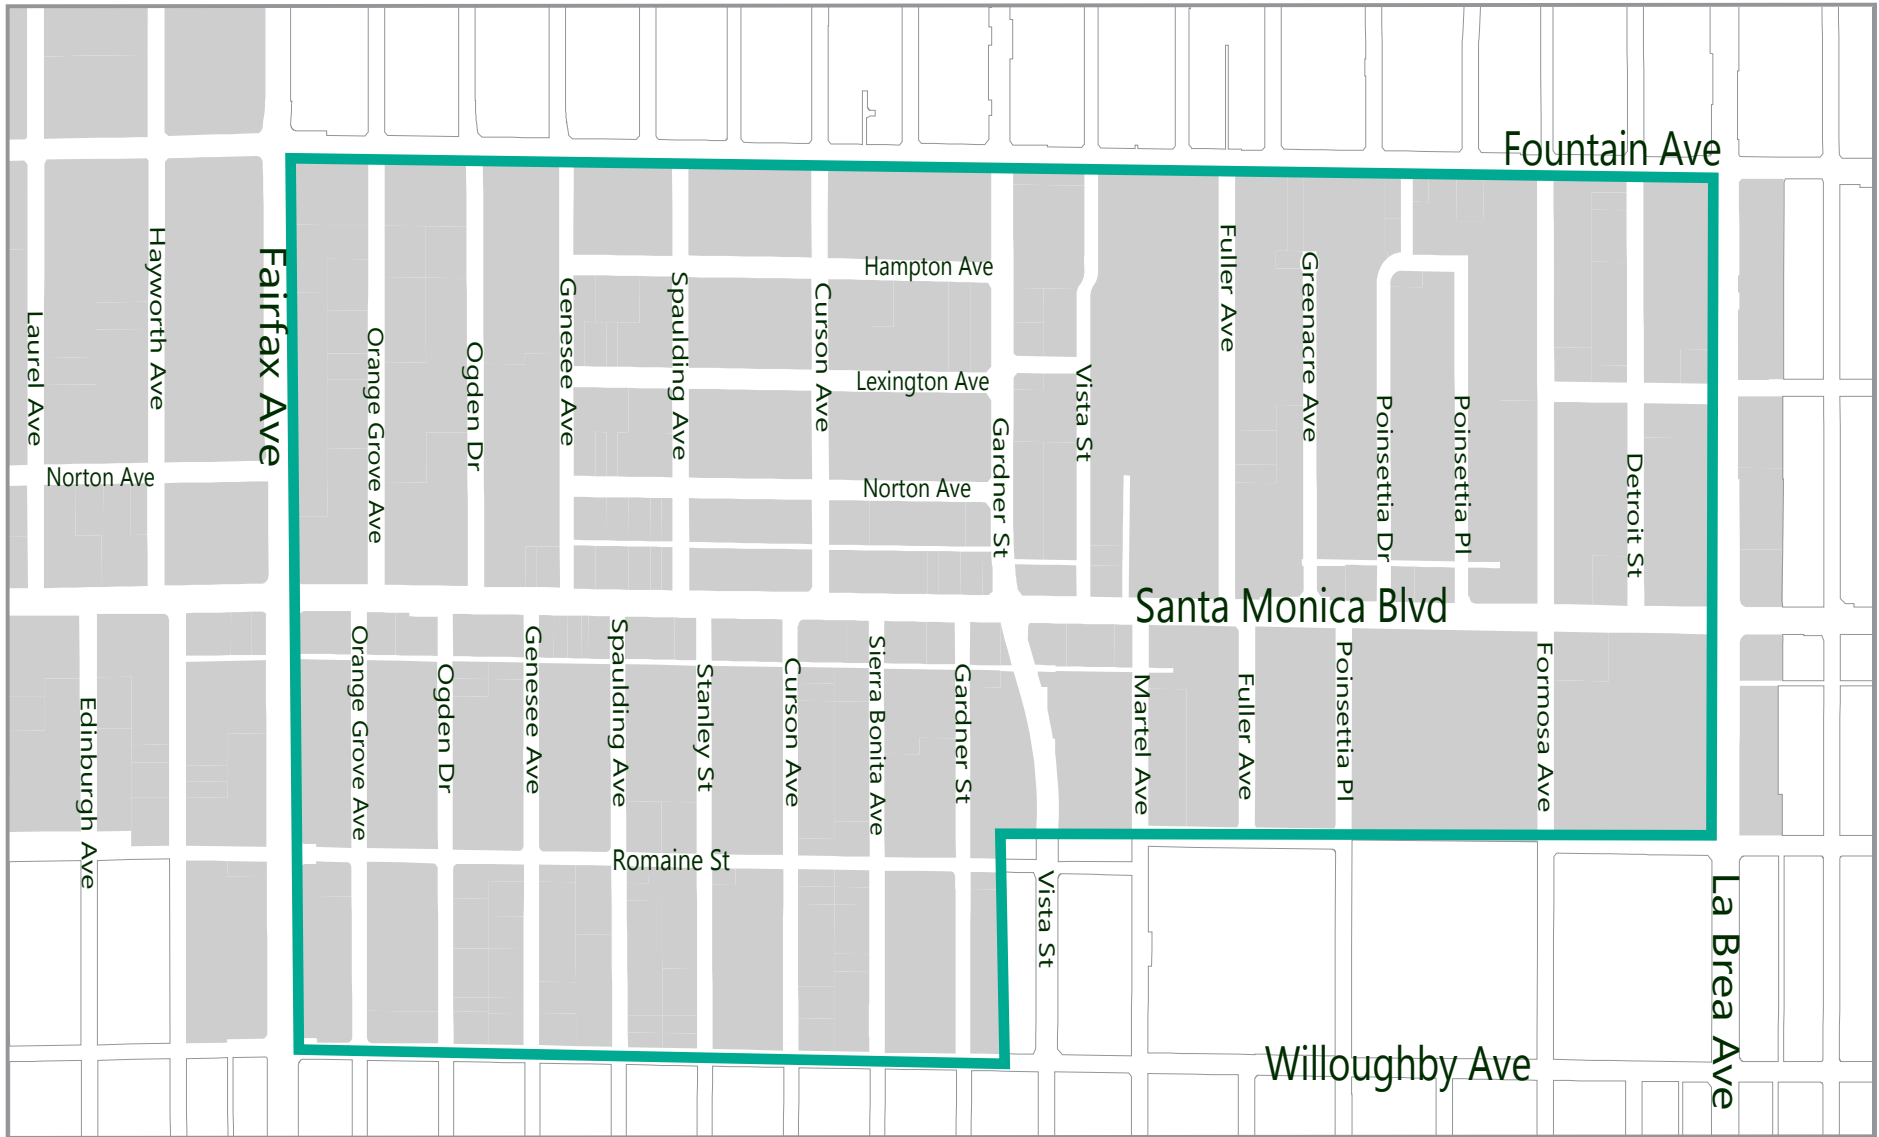 Fountain Ave
Hayworth Ave
Fairfax Ave
Laurel Ave
Orange Grove Ave
Ogden Dr
Genesee Ave
Spaulding Ave
Curson Ave
Hampton Ave
Lexington Ave
Norton Ave
Gardner St
Vista St
Fuller Ave
Greenacre Ave
Poinsettia Dr
Poinsettia Pl
Detroit St
Norton Ave
Santa Monica Blvd
Edinburgh Ave
Orange Grove Ave
Ogden Dr
Genesee Ave
Spaulding Ave
Stanley St
Curson Ave
Sierra Bonita Ave
Gardner St
Martel Ave
Fuller Ave
Poinsettia Pl
Formosa Ave
Romaine St
Vista St
La Brea Ave
Willoughby Ave